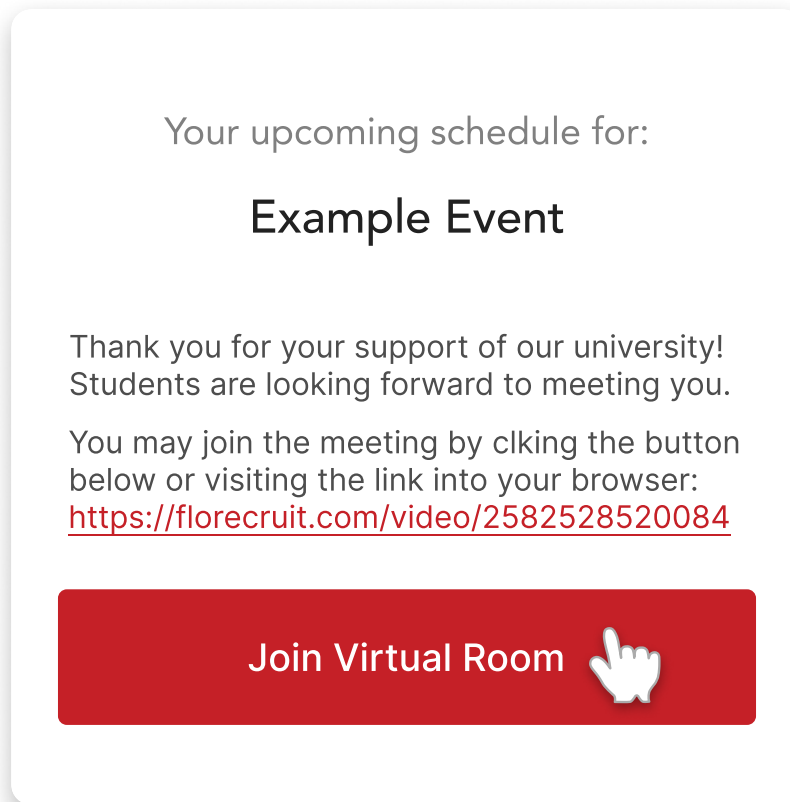 Your upcoming schedule for:
Example Event
Thank you for your support of our university!
Students are looking forward to meeting you.
You may join the meeting by clking the button
below or visiting the link into your browser:
https://florecruit.com/video/2582528520084
Join Virtual Room